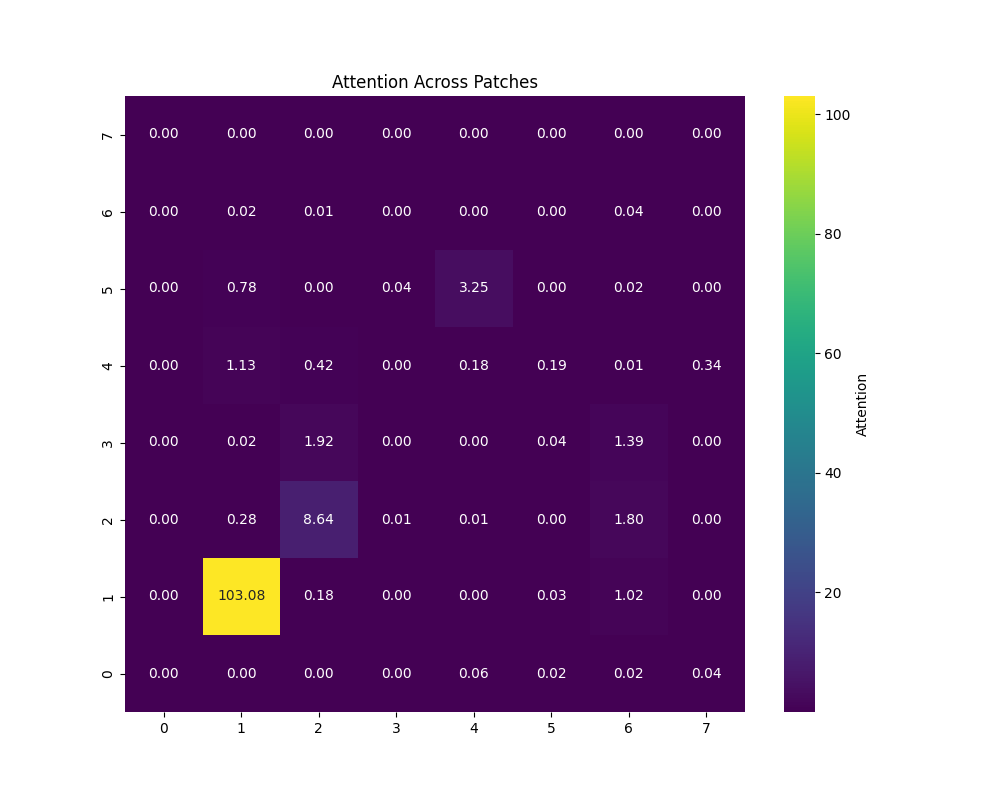 Attention Across Patches
7 0.00 0.00 0.00 0.00 0.00 0.00 0.00 0.00
6 0.00 0.02 0.01 0.00 0.00 0.00 0.04 0.00
5 0.00 0.78 0.00 0.04 3.25 0.00 0.02 0.00
4 0.00 1.13 0.42 0.00 0.18 0.19 0.01 0.34
3 0.00 0.02 1.92 0.00 0.00 0.04 1.39 0.00
2 0.00 0.28 8.64 0.01 0.01 0.00 1.80 0.00
1 0.00 103.08 0.18 0.00 0.00 0.03 1.02 0.00
0 0.00 0.00 0.00 0.00 0.06 0.02 0.02 0.04
0 1 2 3 4 5 6 7
100
80
60
40
20
Attention